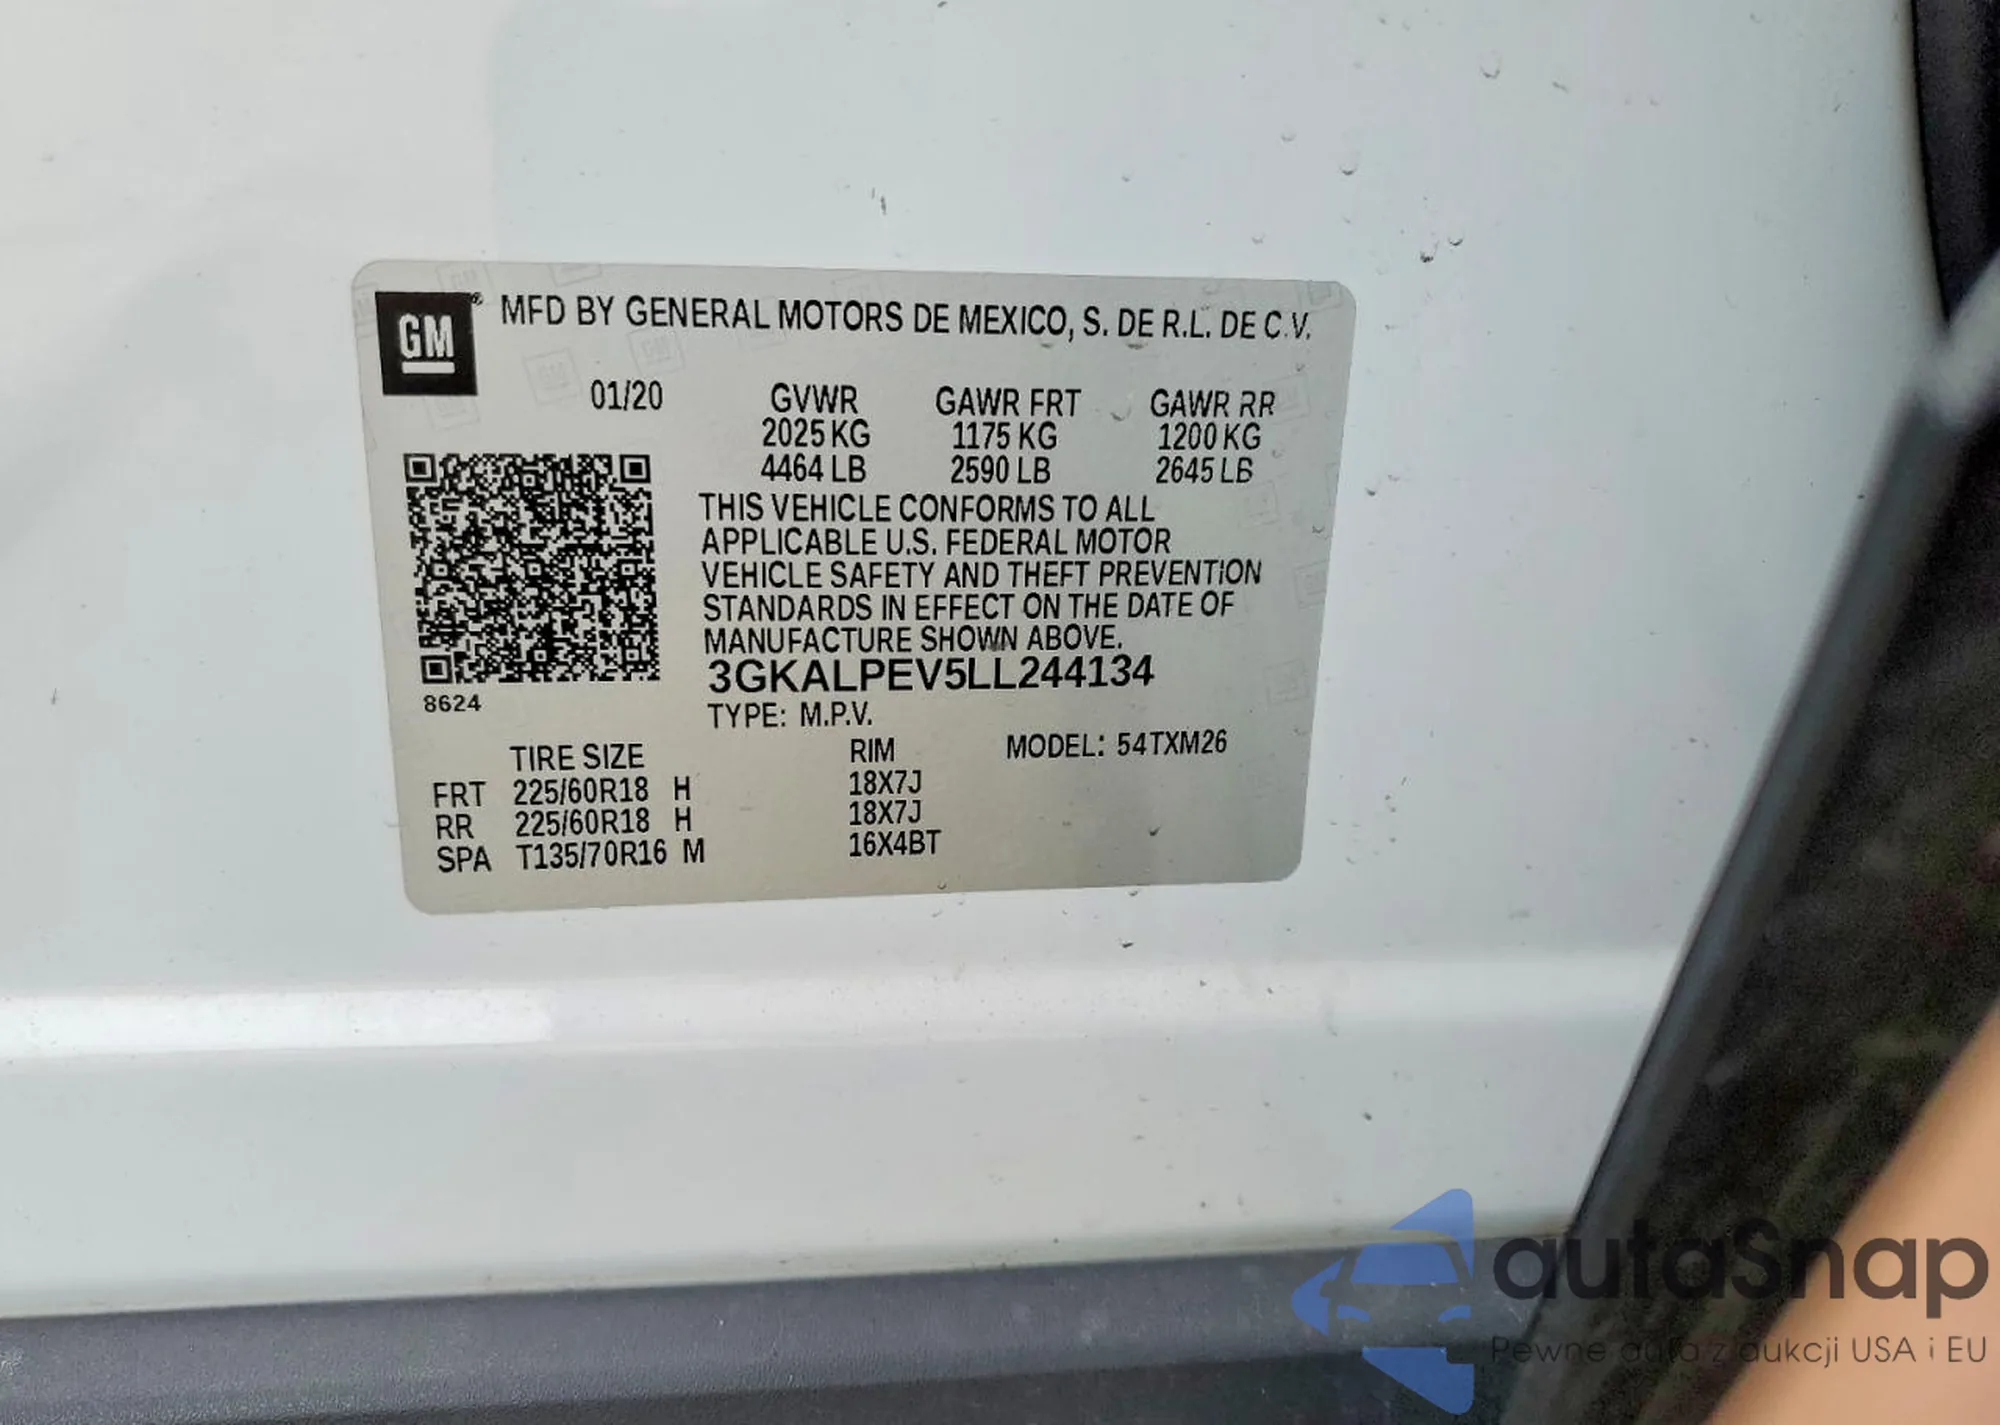 GM
MFD BY GENERAL MOTORS DE MEXICO, S. DE R.L. DE C.V.
01/20 GVWR GAWR FRT GAWR RR
2025 KG 1175 KG 1200 KG
4464 LB 2590 LB 2645 LB
THIS VEHICLE CONFORMS TO ALL
APPLICABLE U.S. FEDERAL MOTOR
VEHICLE SAFETY AND THEFT PREVENTION
STANDARDS IN EFFECT ON THE DATE OF
MANUFACTURE SHOWN ABOVE.
3GKALPEV5LL244134
8624
TYPE: M.P.V.
TIRE SIZE RIM MODEL: 54TXM26
FRT 225/60R18 H 18X7J
RR 225/60R18 H 18X7J
SPA T135/70R16 M 16X4BT
autoSnap
Pewne auta z aukcji USA i EU